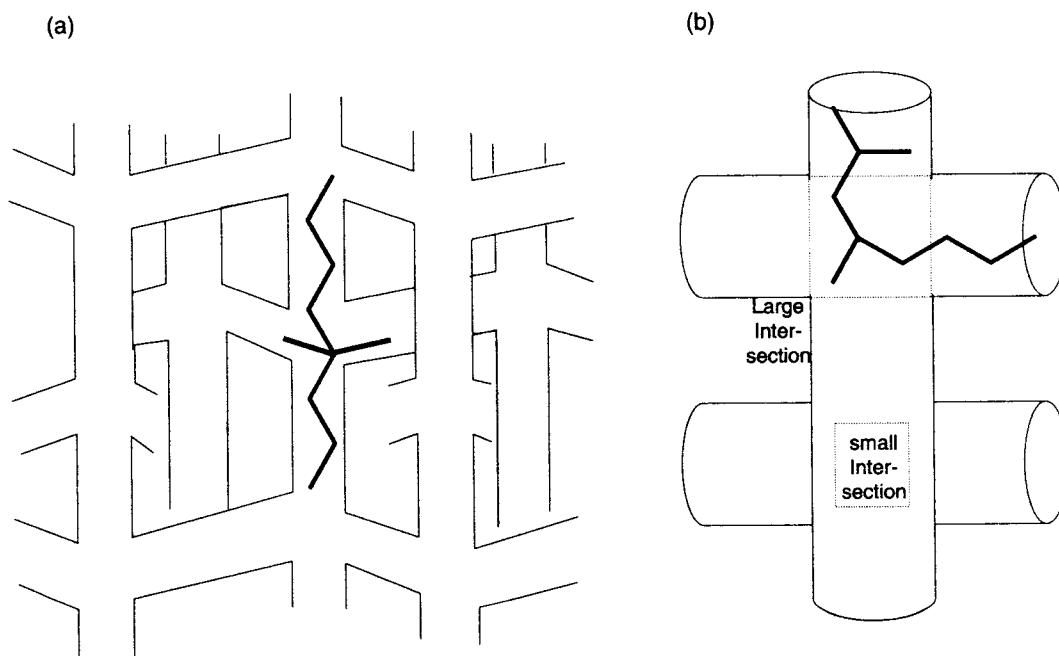 (a)
(b)
Large
Inter-
section
small
Inter-
section